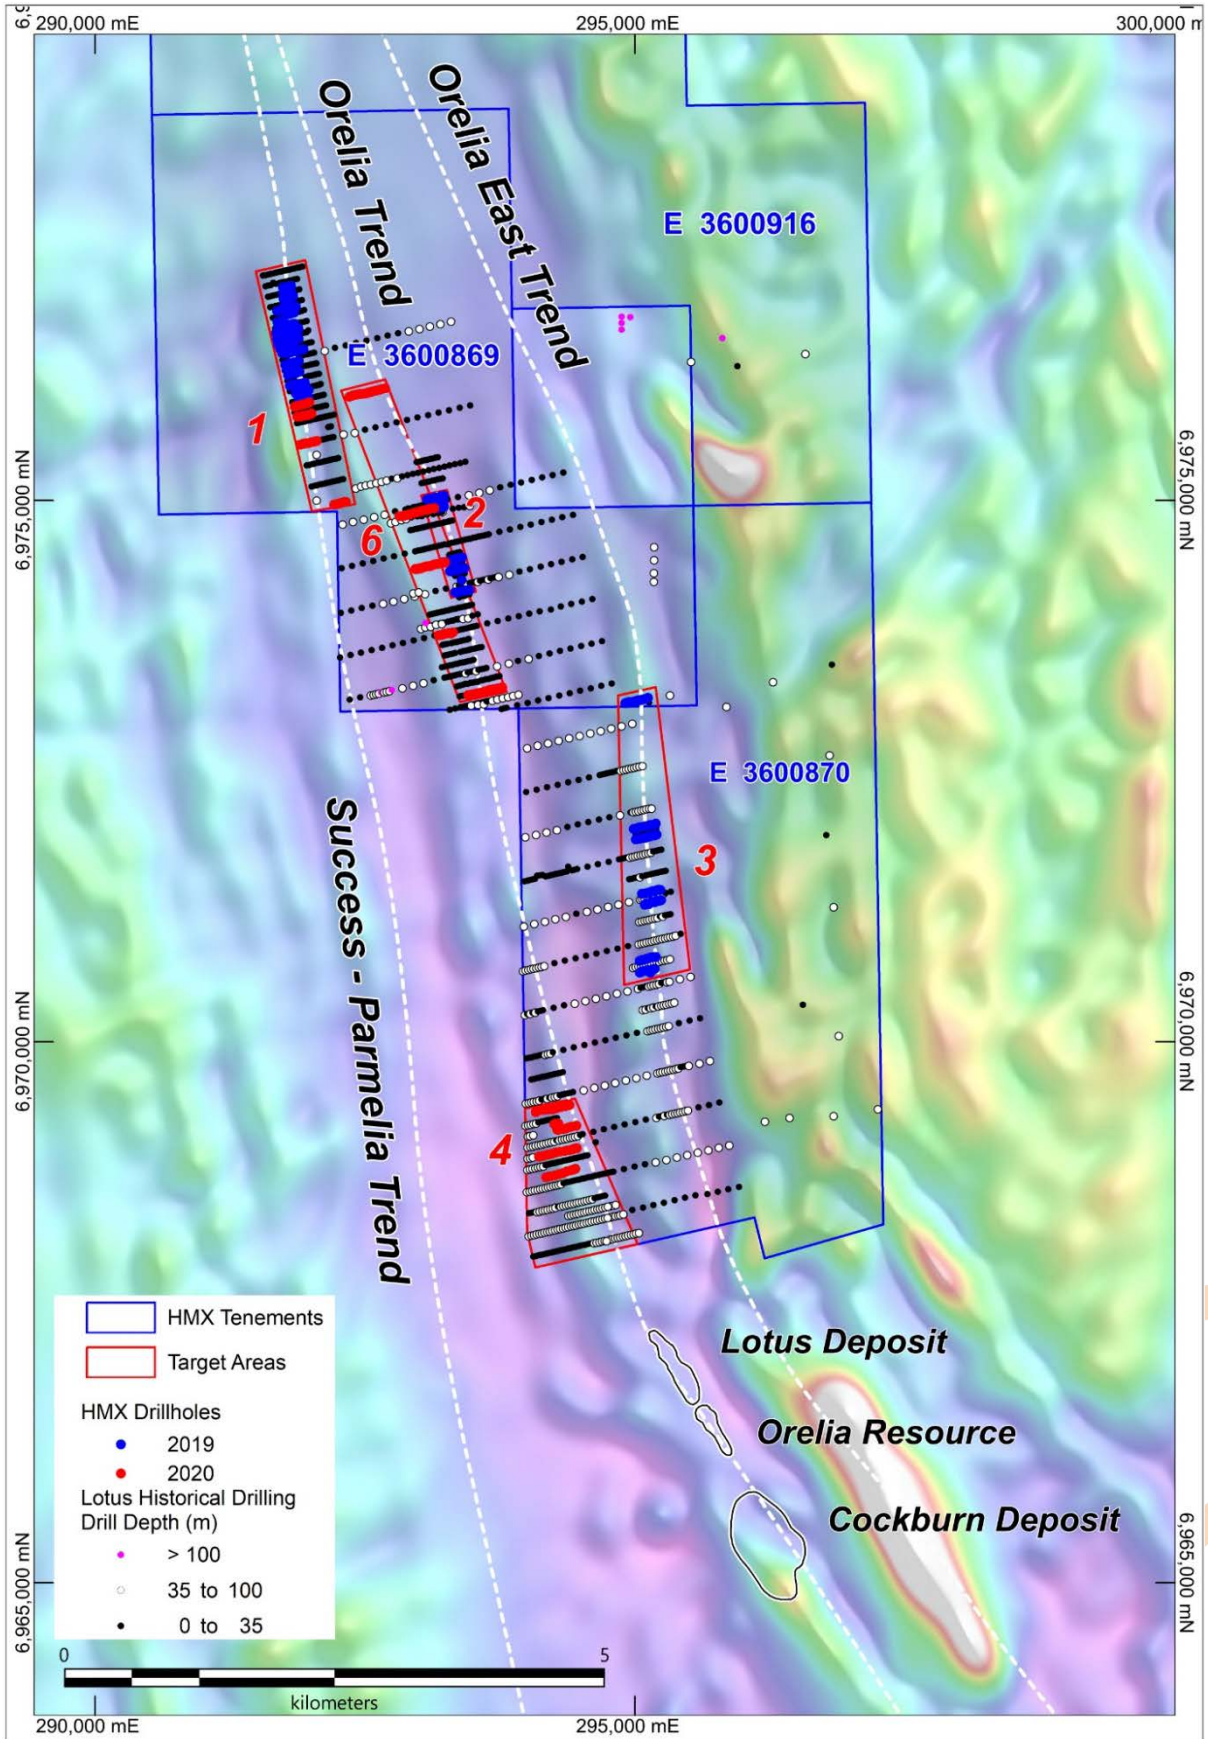 290,000 mE
295,000 mE
300,000 m
Orelia Trend
Orelia East Trend
E 3600916
E 3600869
1
2
6
6,975,000 mN
6,975,000 mN
E 3600870
3
Success - Parmelia Trend
6,970,000 mN
6,970,000 mN
4
HMX Tenements
Target Areas
HMX Drillholes
2019
2020
Lotus Historical Drilling
Drill Depth (m)
> 100
35 to 100
0 to 35
Lotus Deposit
Orelia Resource
Cockburn Deposit
6,965,000 mN
6,965,000 mN
0
5
kilometers
290,000 mE
295,000 mE